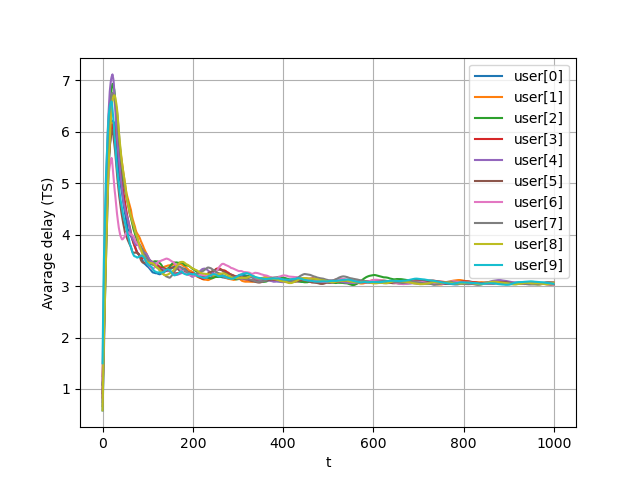 7
6
5
4
3
2
1
Avarage delay (TS)
0
200
400
600
800
1000
t
user[0]
user[1]
user[2]
user[3]
user[4]
user[5]
user[6]
user[7]
user[8]
user[9]